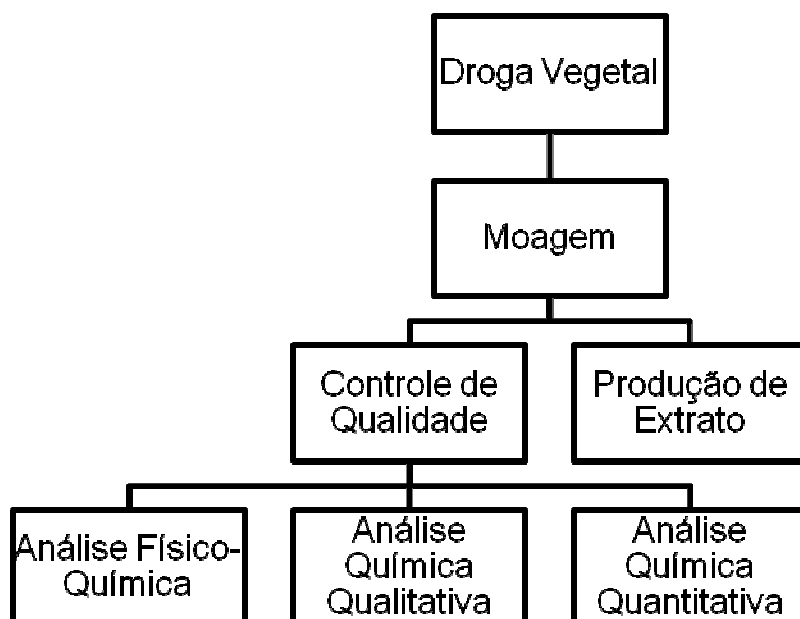 Droga Vegetal
Moagem
Controle de
Qualidade
Produção de
Extrato
Análise Físico-
Química
Análise
Química
Qualitativa
Análise
Química
Quantitativa